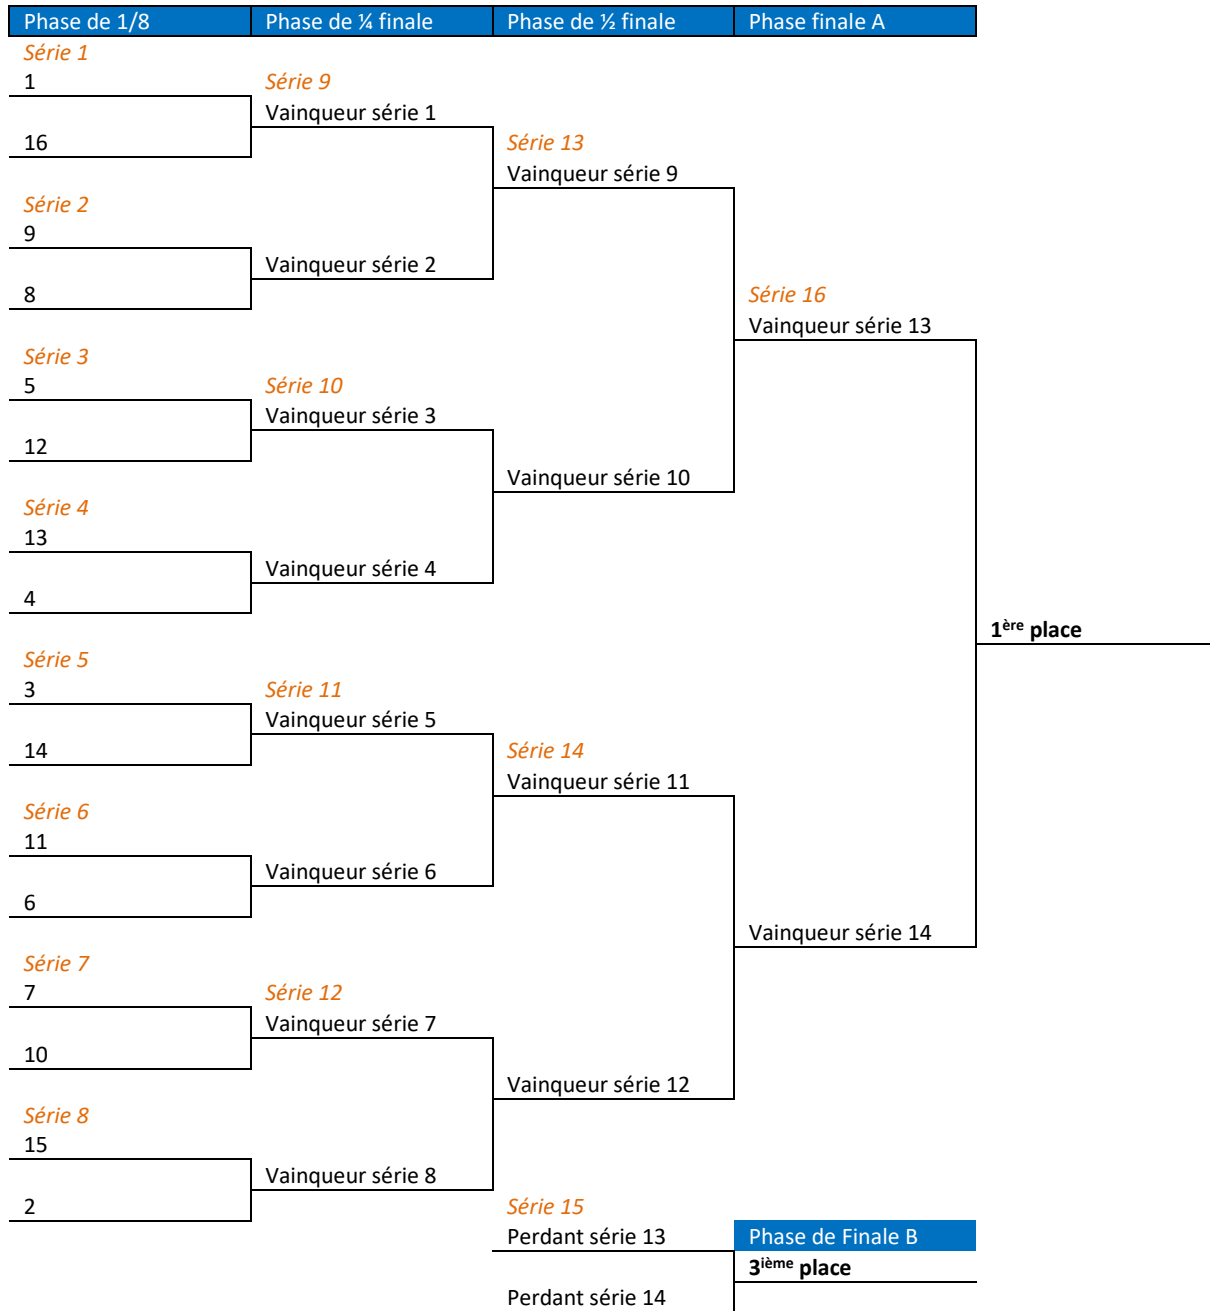 Phase de 1/8 Phase de ¼ finale Phase de ½ finale Phase finale A
Série 1
1 Série 9
Vainqueur série 1
16 Série 13
Vainqueur série 9
Série 2
9
Vainqueur série 2
8 Série 16
Vainqueur série 13
Série 3
5 Série 10
Vainqueur série 3
12
Vainqueur série 10
Série 4
13
Vainqueur série 4
4
1ère place
Série 5
3 Série 11
Vainqueur série 5
14 Série 14
Vainqueur série 11
Série 6
11
Vainqueur série 6
6
Vainqueur série 14
Série 7
7 Série 12
Vainqueur série 7
10
Vainqueur série 12
Série 8
15
Vainqueur série 8
2 Série 15
Perdant série 13 Phase de Finale B
3ième place
Perdant série 14